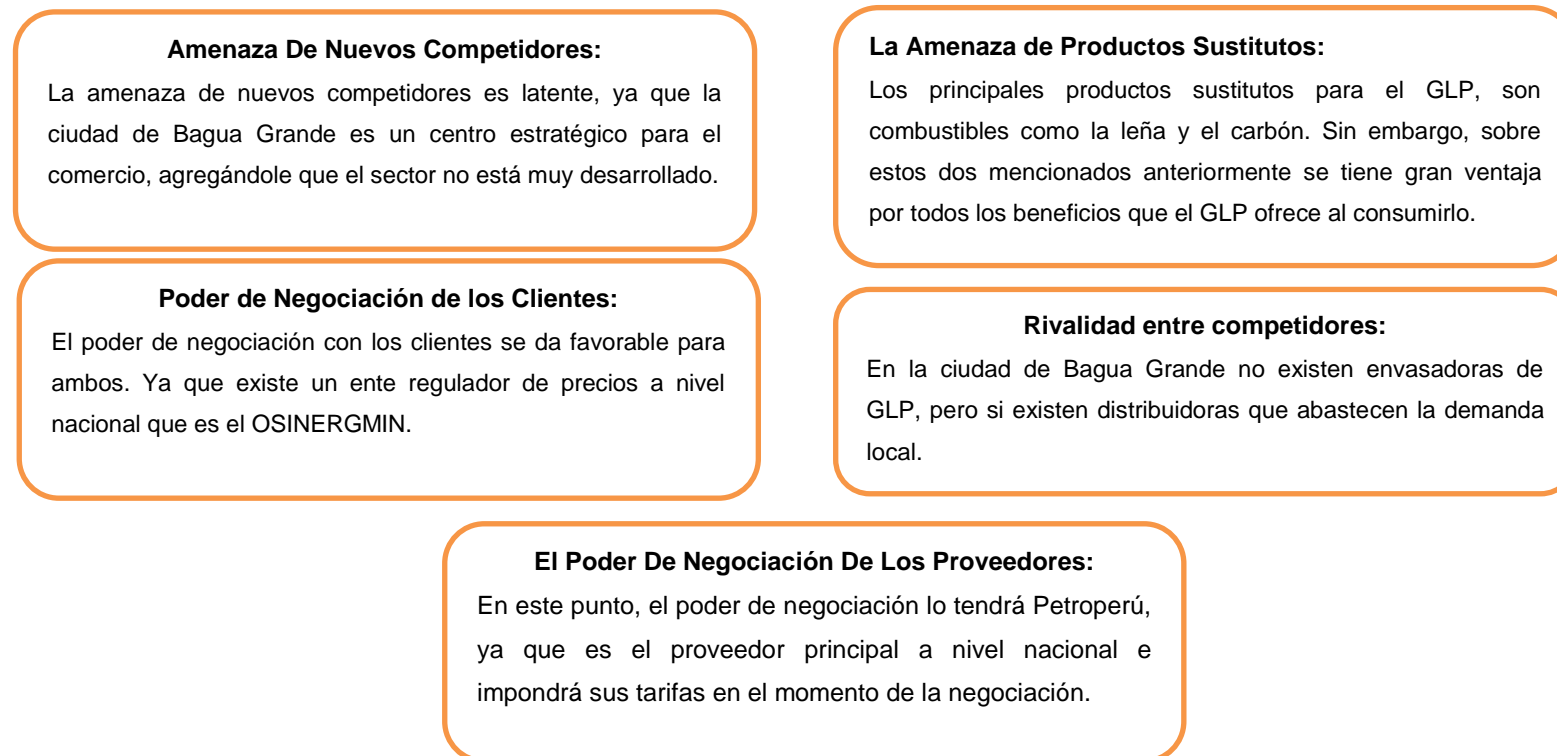 Amenaza De Nuevos Competidores:
La amenaza de nuevos competidores es latente, ya que la
ciudad de Bagua Grande es un centro estratégico para el
comercio, agregándole que el sector no está muy desarrollado.
La Amenaza de Productos Sustitutos:
Los principales productos sustitutos para el GLP, son
combustibles como la leña y el carbón. Sin embargo, sobre
estos dos mencionados anteriormente se tiene gran ventaja
por todos los beneficios que el GLP ofrece al consumirlo.
Poder de Negociación de los Clientes:
El poder de negociación con los clientes se da favorable para
ambos. Ya que existe un ente regulador de precios a nivel
nacional que es el OSINERGMIN.
Rivalidad entre competidores:
En la ciudad de Bagua Grande no existen envasadoras de
GLP, pero si existen distribuidoras que abastecen la demanda
local.
El Poder De Negociación De Los Proveedores:
En este punto, el poder de negociación lo tendrá Petroperú,
ya que es el proveedor principal a nivel nacional e
impondrá sus tarifas en el momento de la negociación.